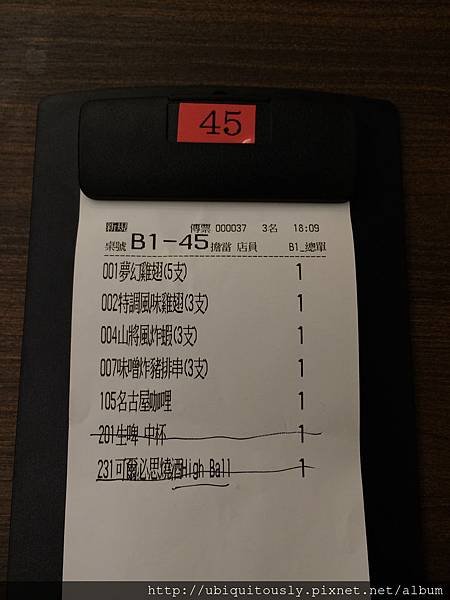 45
新規 傳票 000037 3名 18:09
桌號 B1-45 擔當 店員 B1_總單
001夢幻雞翅(5支) 1
002特調風味雞翅(3支) 1
004山將風炸蝦(3支) 1
007味噌炸豬排串(3支) 1
105名古屋咖哩 1
201生啤 中杯 1
231可爾必思燒酒High Ball 1
http://ubiquitously.pixnet.net/album